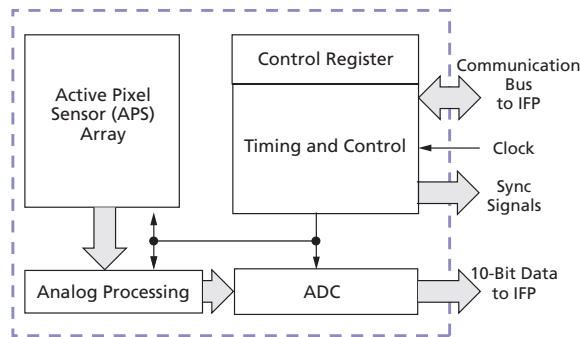 Active Pixel
Sensor (APS)
Array
Control Register
Timing and Control
Communication
Bus
to IFP
Clock
Sync
Signals
Analog Processing
ADC
10-Bit Data
to IFP